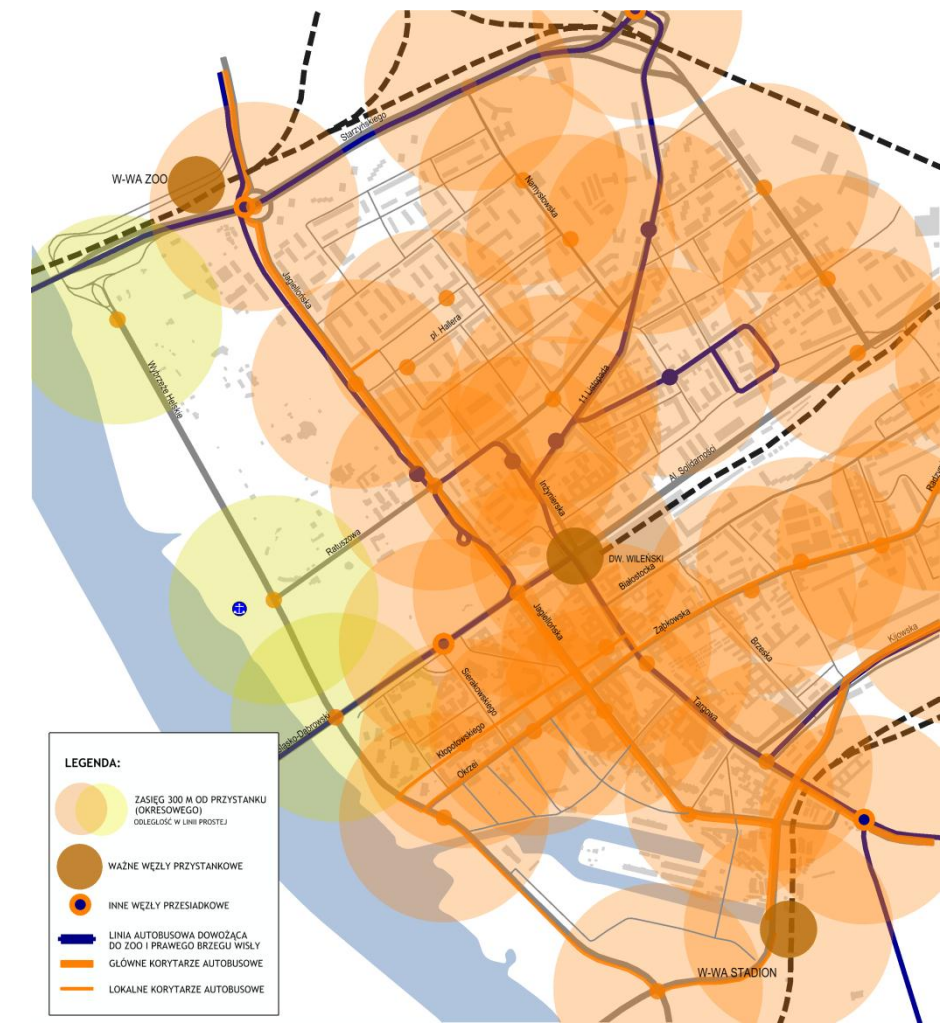 Starzyńskiego
W-WA ZOO
Namysłowska
Jagiellońska
pl. Hallera
Wybrzeże Helskie
11 Listopada
Al. Solidarności
Inżynierska
Ratuszowa
DW. WILEŃSKI
Białostocka
Jagiellońska
Ząbkowska
Kijowska
Brzeska
Sierakowskiego
Targowa
Kłopotowskiego
Okrzei
W-WA STADION
LEGENDA:
ZASIĘG 300 M OD PRZYSTANKU
(OKRESOWEGO)
ODLEGŁOŚĆ W LINII PROSTEJ
WAŻNE WĘZŁY PRZYSTANKOWE
INNE WĘZŁY PRZESIADKOWE
LINIA AUTOBUSOWA DOWOŻĄCA
DO ZOO I PRAWEGO BRZEGU WISŁY
GŁÓWNE KORYTARZE AUTOBUSOWE
LOKALNE KORYTARZE AUTOBUSOWE